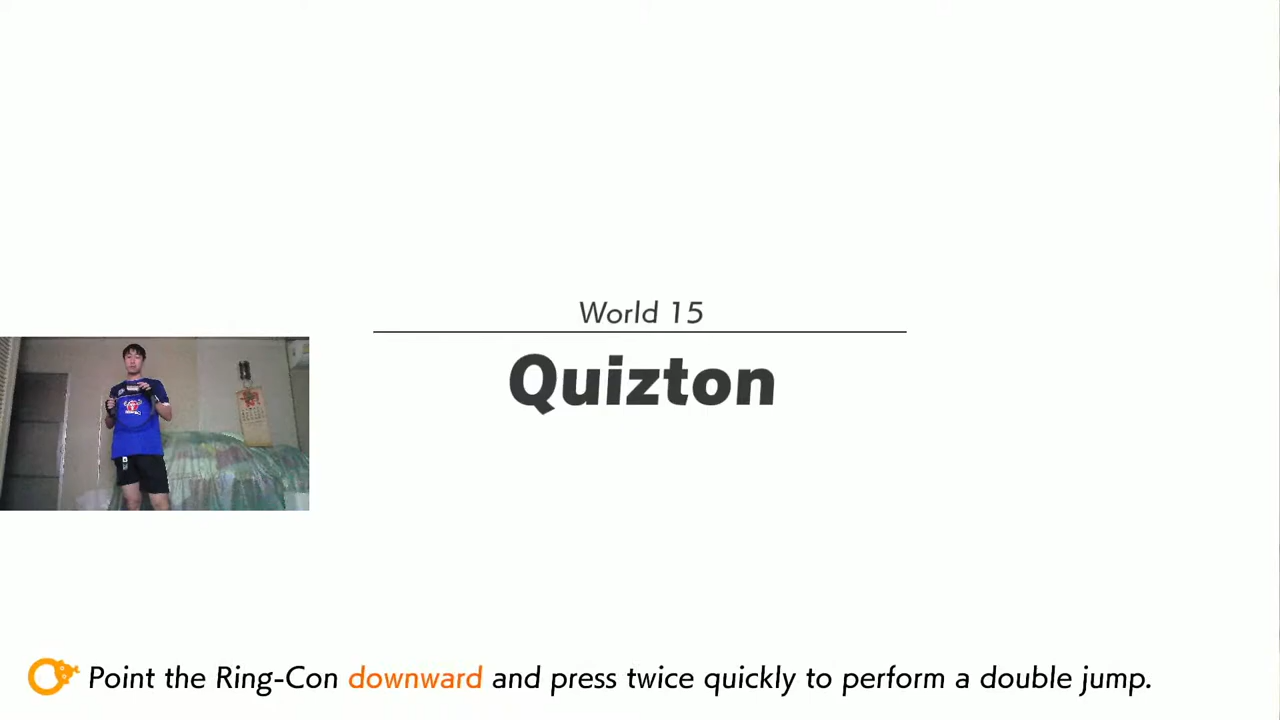 World 15
Quizton
Point the Ring-Con downward and press twice quickly to perform a double jump.